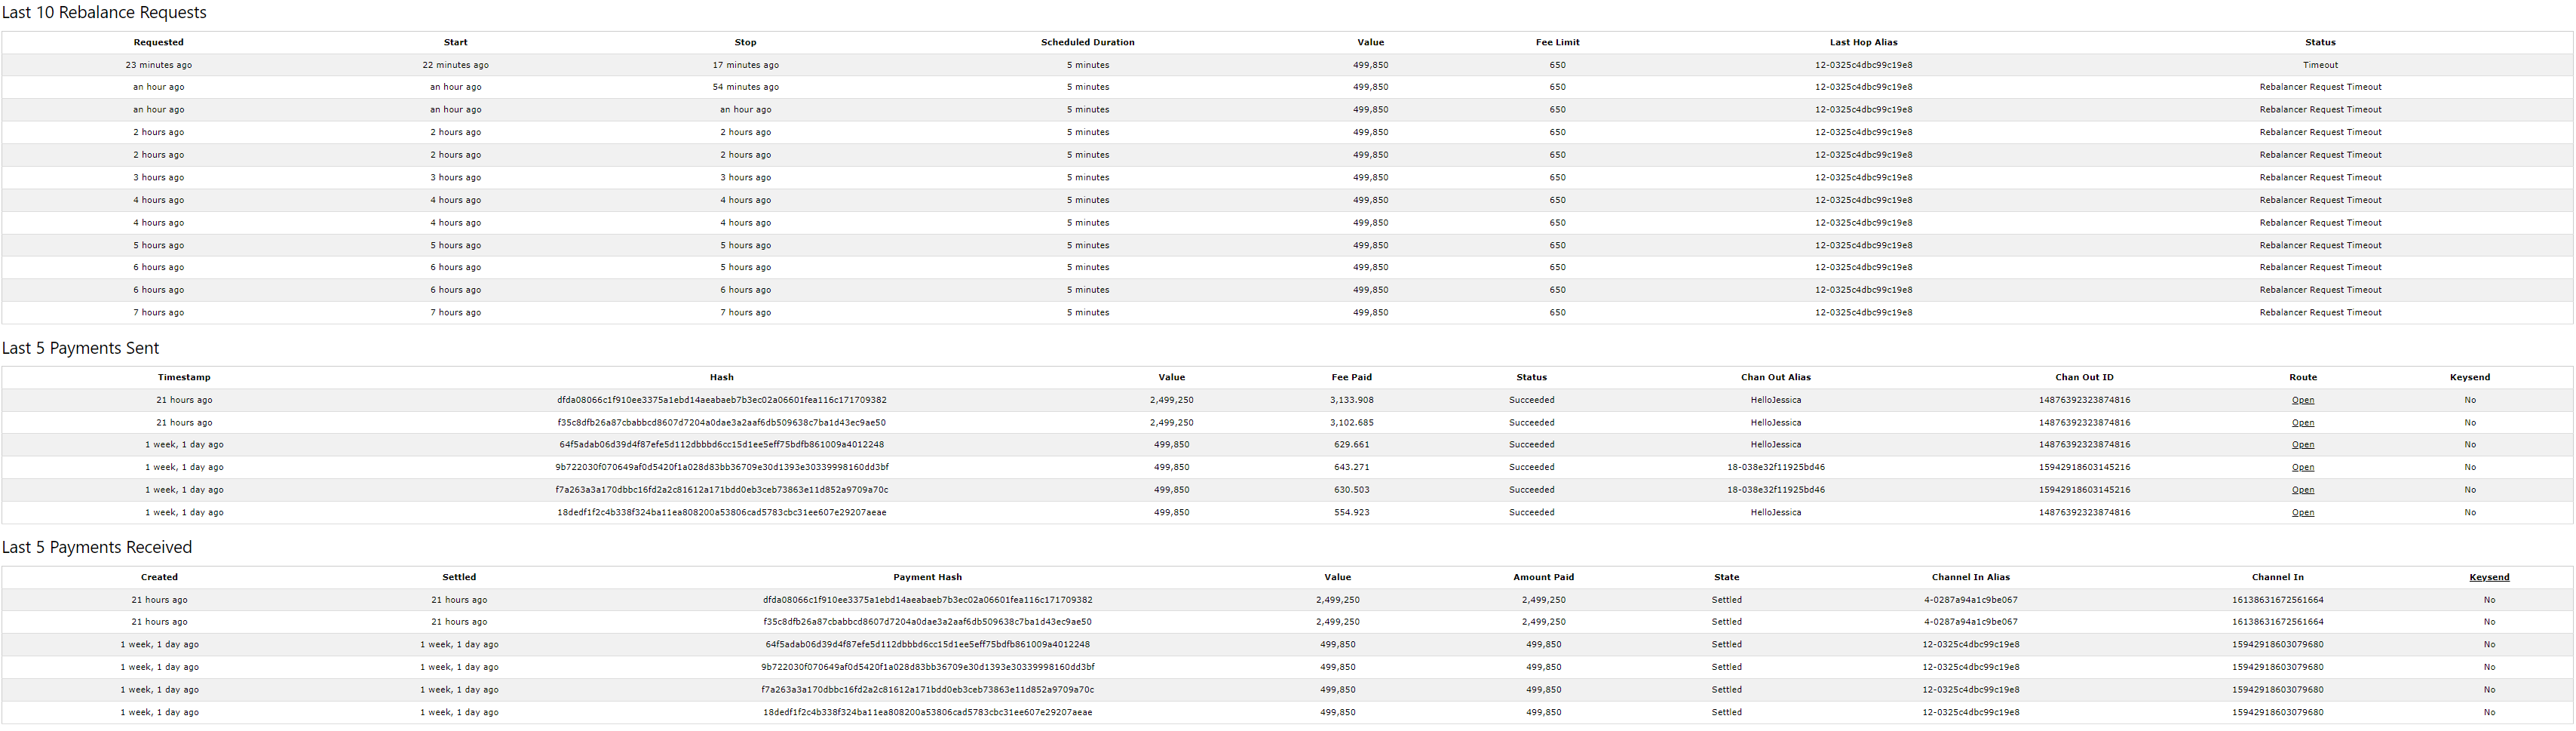 Last 10 Rebalance Requests
Requested Start Stop Scheduled Duration Value Fee Limit Last Hop Alias Status
23 minutes ago 22 minutes ago 17 minutes ago 5 minutes 499,850 650 12-0325c4dbc99c19e8 Timeout
an hour ago an hour ago 54 minutes ago 5 minutes 499,850 650 12-0325c4dbc99c19e8 Rebalancer Request Timeout
an hour ago an hour ago an hour ago 5 minutes 499,850 650 12-0325c4dbc99c19e8 Rebalancer Request Timeout
2 hours ago 2 hours ago 2 hours ago 5 minutes 499,850 650 12-0325c4dbc99c19e8 Rebalancer Request Timeout
2 hours ago 2 hours ago 2 hours ago 5 minutes 499,850 650 12-0325c4dbc99c19e8 Rebalancer Request Timeout
3 hours ago 3 hours ago 3 hours ago 5 minutes 499,850 650 12-0325c4dbc99c19e8 Rebalancer Request Timeout
4 hours ago 4 hours ago 4 hours ago 5 minutes 499,850 650 12-0325c4dbc99c19e8 Rebalancer Request Timeout
4 hours ago 4 hours ago 4 hours ago 5 minutes 499,850 650 12-0325c4dbc99c19e8 Rebalancer Request Timeout
5 hours ago 5 hours ago 5 hours ago 5 minutes 499,850 650 12-0325c4dbc99c19e8 Rebalancer Request Timeout
6 hours ago 6 hours ago 5 hours ago 5 minutes 499,850 650 12-0325c4dbc99c19e8 Rebalancer Request Timeout
6 hours ago 6 hours ago 6 hours ago 5 minutes 499,850 650 12-0325c4dbc99c19e8 Rebalancer Request Timeout
7 hours ago 7 hours ago 7 hours ago 5 minutes 499,850 650 12-0325c4dbc99c19e8 Rebalancer Request Timeout
Last 5 Payments Sent
Timestamp Hash Value Fee Paid Status Chan Out Alias Chan Out ID Route Keysend
21 hours ago dfda08066c1f910ee3375a1ebd14aeabaeb7b3ec02a06601fea116c171709382 2,499,250 3,133.908 Succeeded HelloJessica 14876392323874816 Open No
21 hours ago f35c8dfb26a87cbabbcd8607d7204a0dae3a2aaf6db509638c7ba1d43ec9ae50 2,499,250 3,102.685 Succeeded HelloJessica 14876392323874816 Open No
1 week, 1 day ago 64f5adab06d39d4f87efe5d112dbbbd6cc15d1ee5eff75bdfb861009a4012248 499,850 629.661 Succeeded HelloJessica 14876392323874816 Open No
1 week, 1 day ago 9b722030f070649af0d5420f1a028d83bb36709e30d1393e30339998160dd3bf 499,850 643.271 Succeeded 18-038e32f11925bd46 15942918603145216 Open No
1 week, 1 day ago f7a263a3a170dbbc16fd2a2c81612a171bdd0eb3ceb73863e11d852a9709a70c 499,850 630.503 Succeeded 18-038e32f11925bd46 15942918603145216 Open No
1 week, 1 day ago 18dedf1f2c4b338f324ba11ea808200a53806cad5783cbc31ee607e29207aeae 499,850 554.923 Succeeded HelloJessica 14876392323874816 Open No
Last 5 Payments Received
Created Settled Payment Hash Value Amount Paid State Channel In Alias Channel In Keysend
21 hours ago 21 hours ago dfda08066c1f910ee3375a1ebd14aeabaeb7b3ec02a06601fea116c171709382 2,499,250 2,499,250 Settled 4-0287a94a1c9be067 16138631672561664 No
21 hours ago 21 hours ago f35c8dfb26a87cbabbcd8607d7204a0dae3a2aaf6db509638c7ba1d43ec9ae50 2,499,250 2,499,250 Settled 4-0287a94a1c9be067 16138631672561664 No
1 week, 1 day ago 1 week, 1 day ago 64f5adab06d39d4f87efe5d112dbbbd6cc15d1ee5eff75bdfb861009a4012248 499,850 499,850 Settled 12-0325c4dbc99c19e8 15942918603079680 No
1 week, 1 day ago 1 week, 1 day ago 9b722030f070649af0d5420f1a028d83bb36709e30d1393e30339998160dd3bf 499,850 499,850 Settled 12-0325c4dbc99c19e8 15942918603079680 No
1 week, 1 day ago 1 week, 1 day ago f7a263a3a170dbbc16fd2a2c81612a171bdd0eb3ceb73863e11d852a9709a70c 499,850 499,850 Settled 12-0325c4dbc99c19e8 15942918603079680 No
1 week, 1 day ago 1 week, 1 day ago 18dedf1f2c4b338f324ba11ea808200a53806cad5783cbc31ee607e29207aeae 499,850 499,850 Settled 12-0325c4dbc99c19e8 15942918603079680 No